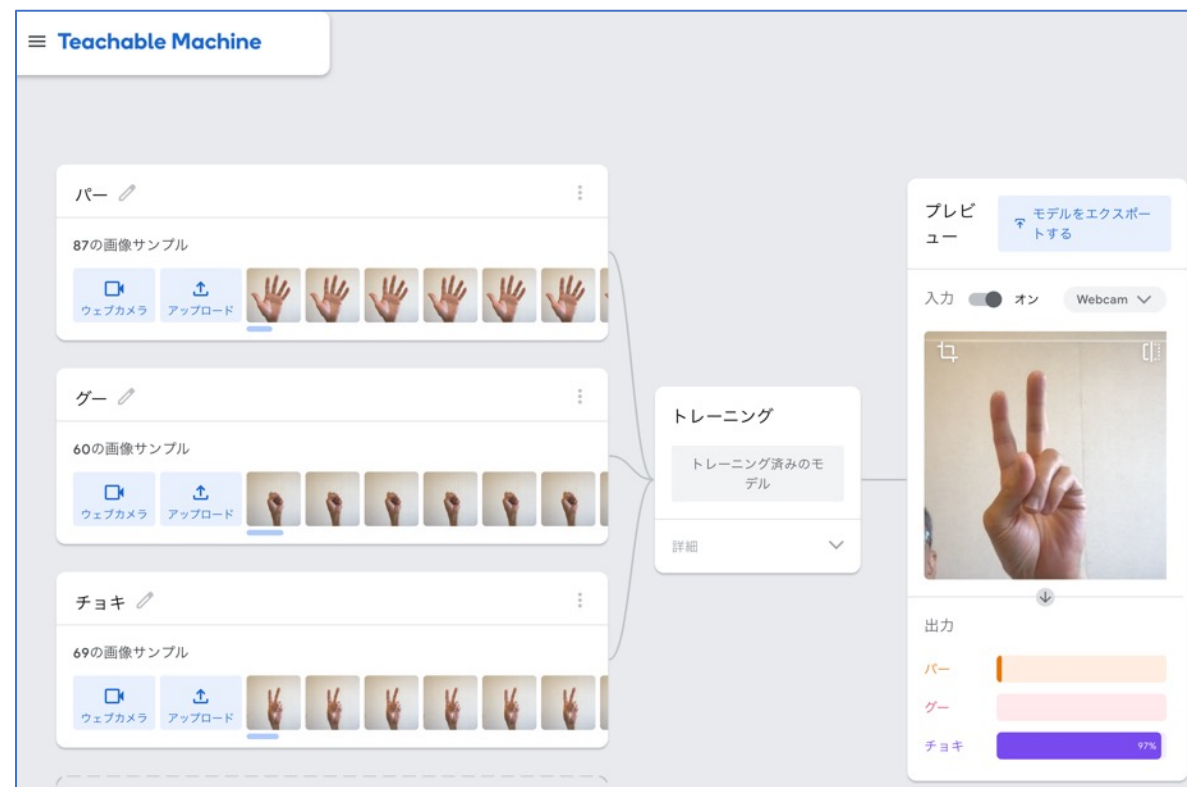 Teachable Machine
パー
87の画像サンプル
ウェブカメラ
アップロード
グー
60の画像サンプル
ウェブカメラ
アップロード
チョキ
69の画像サンプル
ウェブカメラ
アップロード
トレーニング
トレーニング済みのモ
デル
詳細
プレビ
ュー
モデルをエクスポー
トする
入力 オン Webcam
出力
パー
グー
チョキ 97%